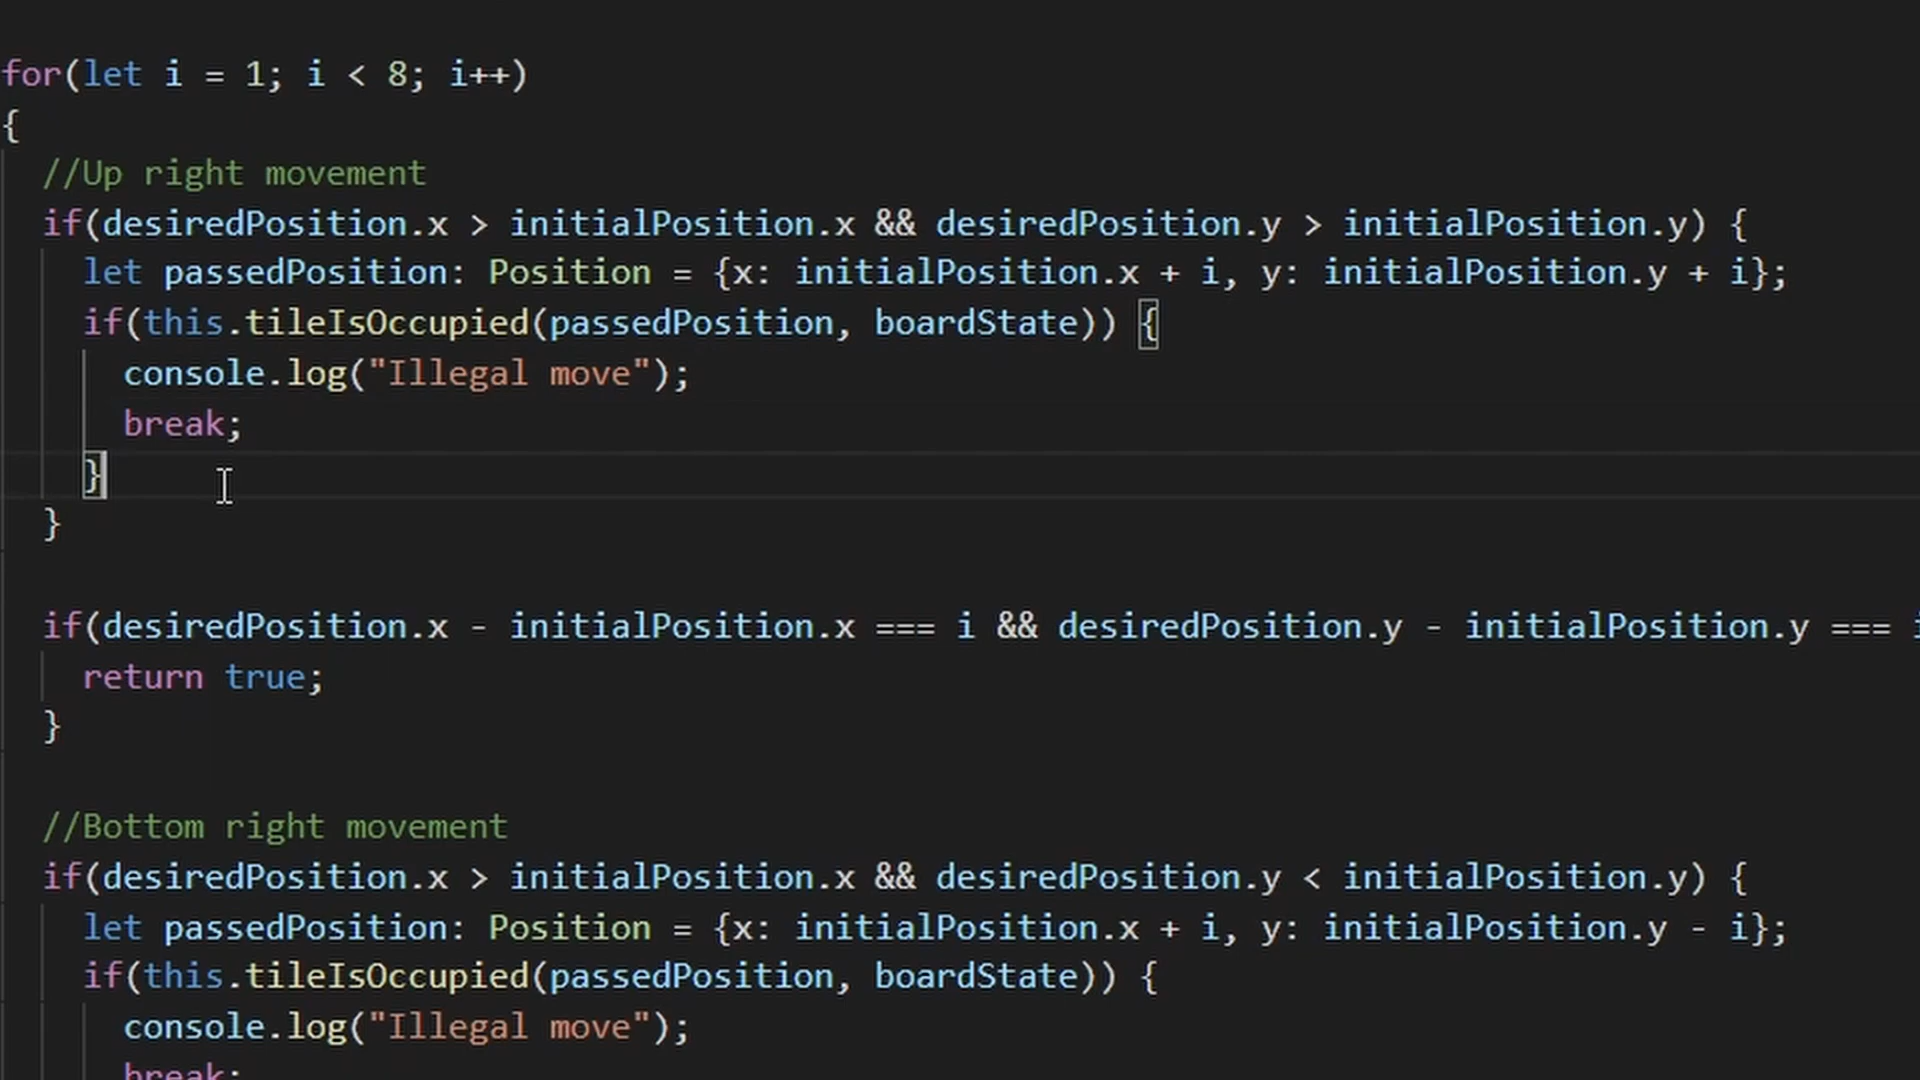 for(let i = 1; i < 8; i++)
{
//Up right movement
if(desiredPosition.x > initialPosition.x && desiredPosition.y > initialPosition.y) {
let passedPosition: Position = {x: initialPosition.x + i, y: initialPosition.y + i};
if(this.tileIsOccupied(passedPosition, boardState)) {
console.log("Illegal move");
break;
}
}
if(desiredPosition.x - initialPosition.x === i && desiredPosition.y - initialPosition.y === i
return true;
}
//Bottom right movement
if(desiredPosition.x > initialPosition.x && desiredPosition.y < initialPosition.y) {
let passedPosition: Position = {x: initialPosition.x + i, y: initialPosition.y - i};
if(this.tileIsOccupied(passedPosition, boardState)) {
console.log("Illegal move");
break;